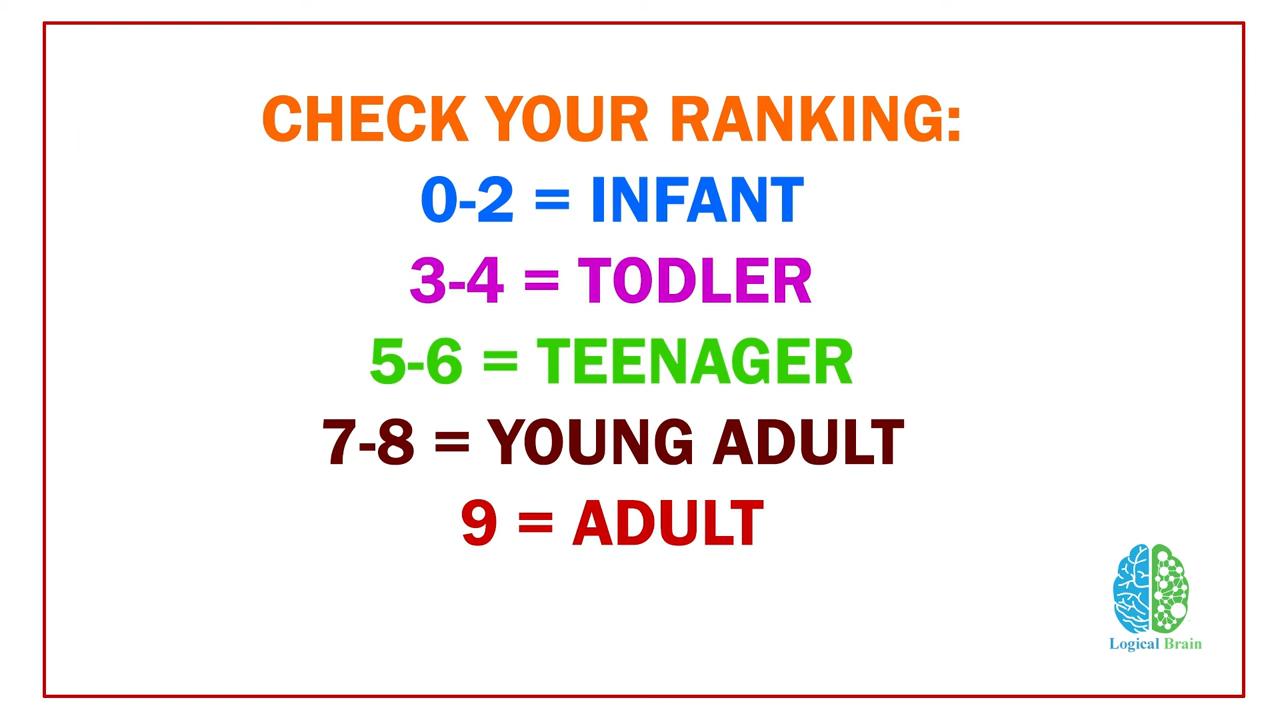 CHECK YOUR RANKING:
0-2 = INFANT
3-4 = TODLER
5-6 = TEENAGER
7-8 = YOUNG ADULT
9 = ADULT
Logical Brain